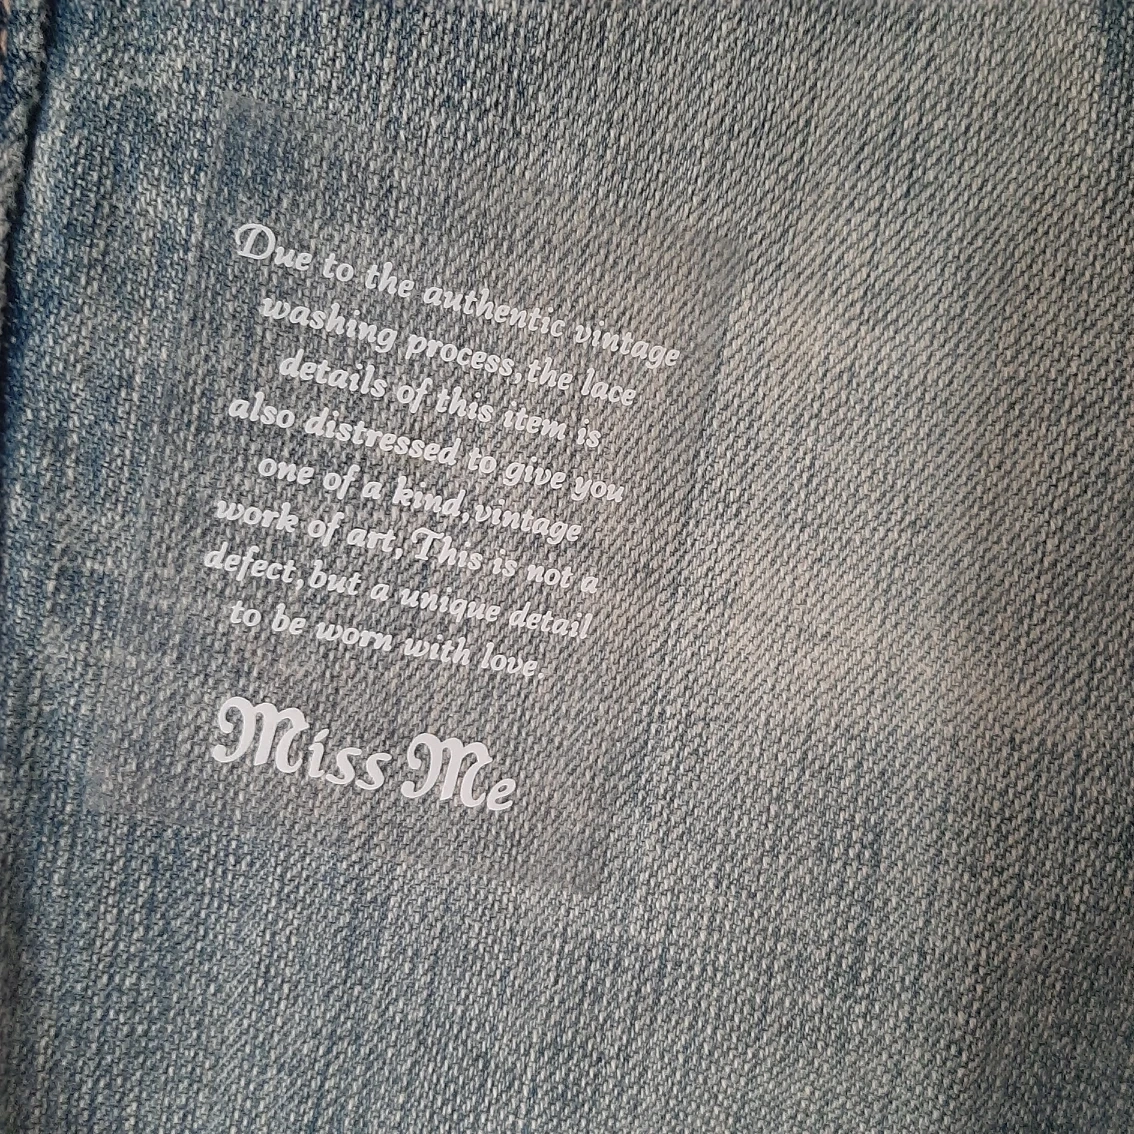 Due to the authentic vintage
washing process,the lace
details of this item is
also distressed to give you
one of a kind,vintage
work of art, This is not a
defect,but a unique detail
to be worn with love.
Miss Me